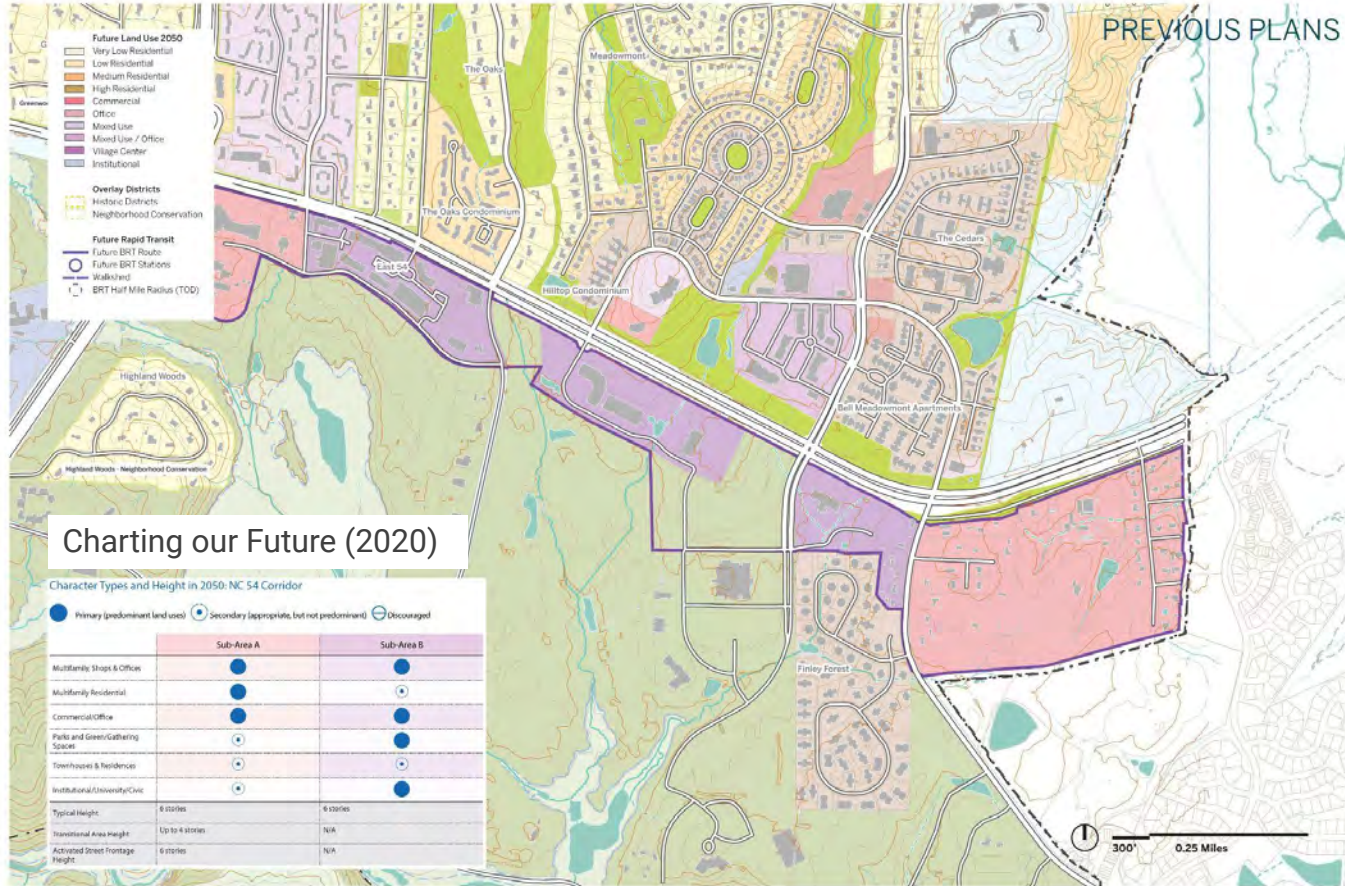 PREVIOUS PLANS
Future Land Use 2050
Very Low Residential
Low Residential
Medium Residential
High Residential
Commercial
Office
Mixed Use
Mixed Use / Office
Village Center
Institutional
Overlay Districts
Historic Districts
Neighborhood Conservation
Future Rapid Transit
Future BRT Route
Future BRT Stations
Walkshed
BRT Half Mile Radius (TOD)
The Oaks
Meadowmont
The Oaks Condominium
East 54
Hilltop Condominium
The Cedars
Bell Meadowmont Apartments
Highland Woods
Highland Woods - Neighborhood Conservation
Finley Forest
Charting our Future (2020)
Character Types and Height in 2050: NC 54 Corridor
Primary (predominant land uses) Secondary (appropriate, but not predominant) Discouraged
Sub-Area A Sub-Area B
Multifamily, Shops & Offices
Multifamily Residential
Commercial/Office
Parks and Green/Gathering
Spaces
Townhouses & Residences
Institutional/University/Civic
Typical Height 6 stories 6 stories
Transitional Area Height Up to 4 stories N/A
Activated Street Frontage
Height 6 stories N/A
300' 0.25 Miles